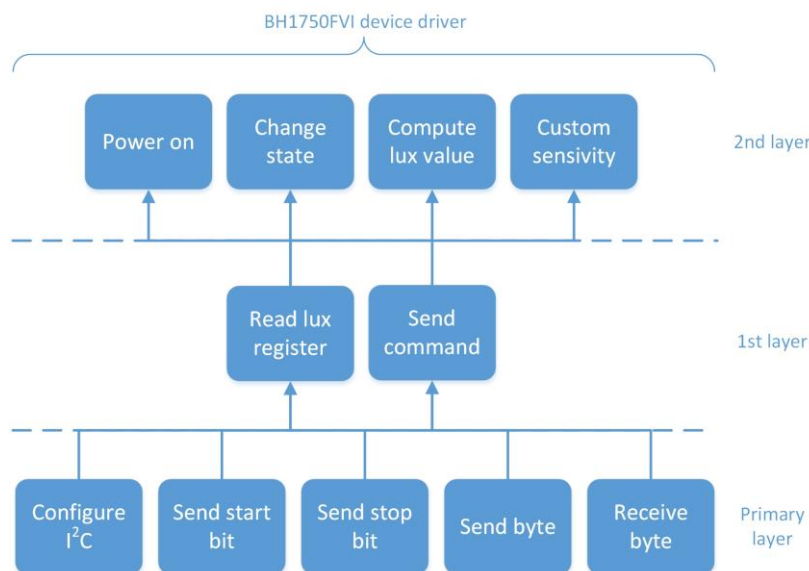 BH1750FVI device driver
Power on
Change
state
Compute
lux value
Custom
sensivity
2nd layer
Read lux
register
Send
command
1st layer
Configure
I²C
Send start
bit
Send stop
bit
Send byte
Receive
byte
Primary
layer